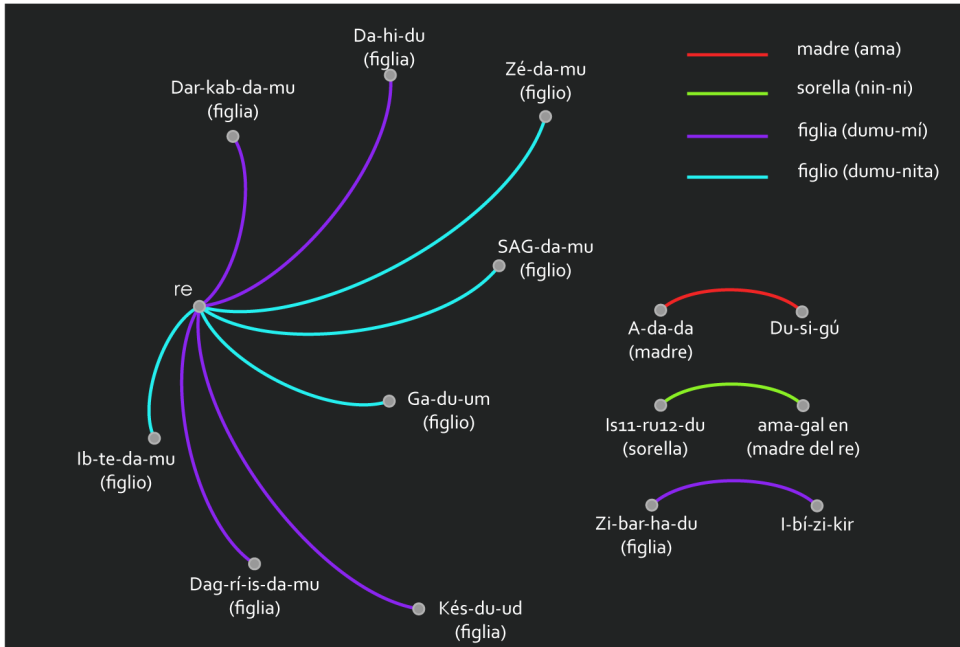 Da-hi-du
(figlia)
Dar-kab-da-mu
(figlia)
Zé-da-mu
(figlio)
madre (ama)
sorella (nin-ni)
figlia (dumu-mí)
figlio (dumu-nita)
SAG-da-mu
(figlio)
re
A-da-da
(madre)
Du-si-gú
Ga-du-um
(figlio)
Is11-ru12-du
(sorella)
ama-gal en
(madre del re)
Ib-te-da-mu
(figlio)
Zi-bar-ha-du
(figlia)
I-bí-zi-kir
Dag-rí-is-da-mu
(figlia)
Kés-du-ud
(figlia)